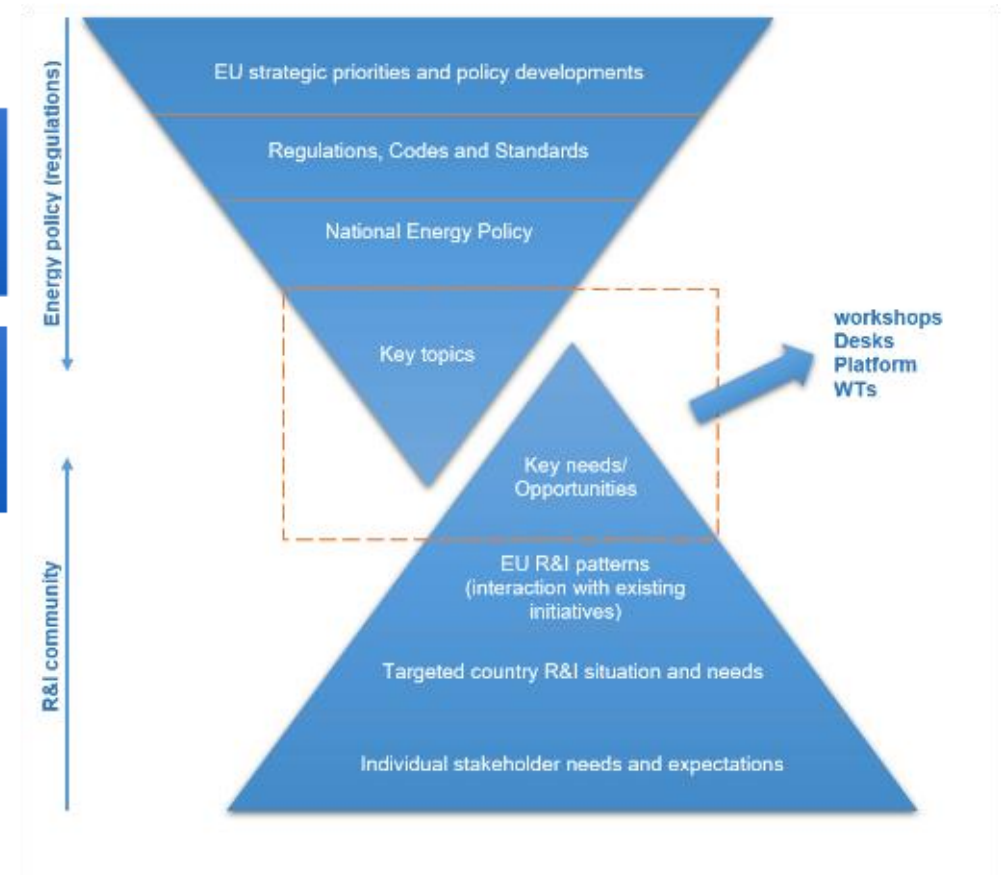 Energy policy (regulations)
EU strategic priorities and policy developments
Regulations, Codes and Standards
National Energy Policy
Key topics
workshops
Desks
Platform
WTs
R&I community
Key needs/
Opportunities
EU R&I patterns
(interaction with existing
initiatives)
Targeted country R&I situation and needs
Individual stakeholder needs and expectations